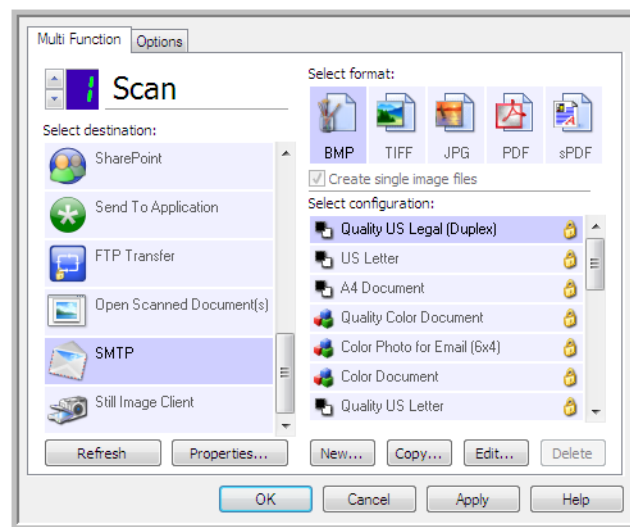 Multi Function
Options
1 Scan
Select destination:
SharePoint
Send To Application
FTP Transfer
Open Scanned Document(s)
SMTP
Still Image Client
Refresh
Properties...
Select format:
BMP
TIFF
JPG
PDF
sPDF
Create single image files
Select configuration:
Quality US Legal (Duplex)
US Letter
A4 Document
Quality Color Document
Color Photo for Email (6x4)
Color Document
Quality US Letter
New...
Copy...
Edit...
Delete
OK
Cancel
Apply
Help